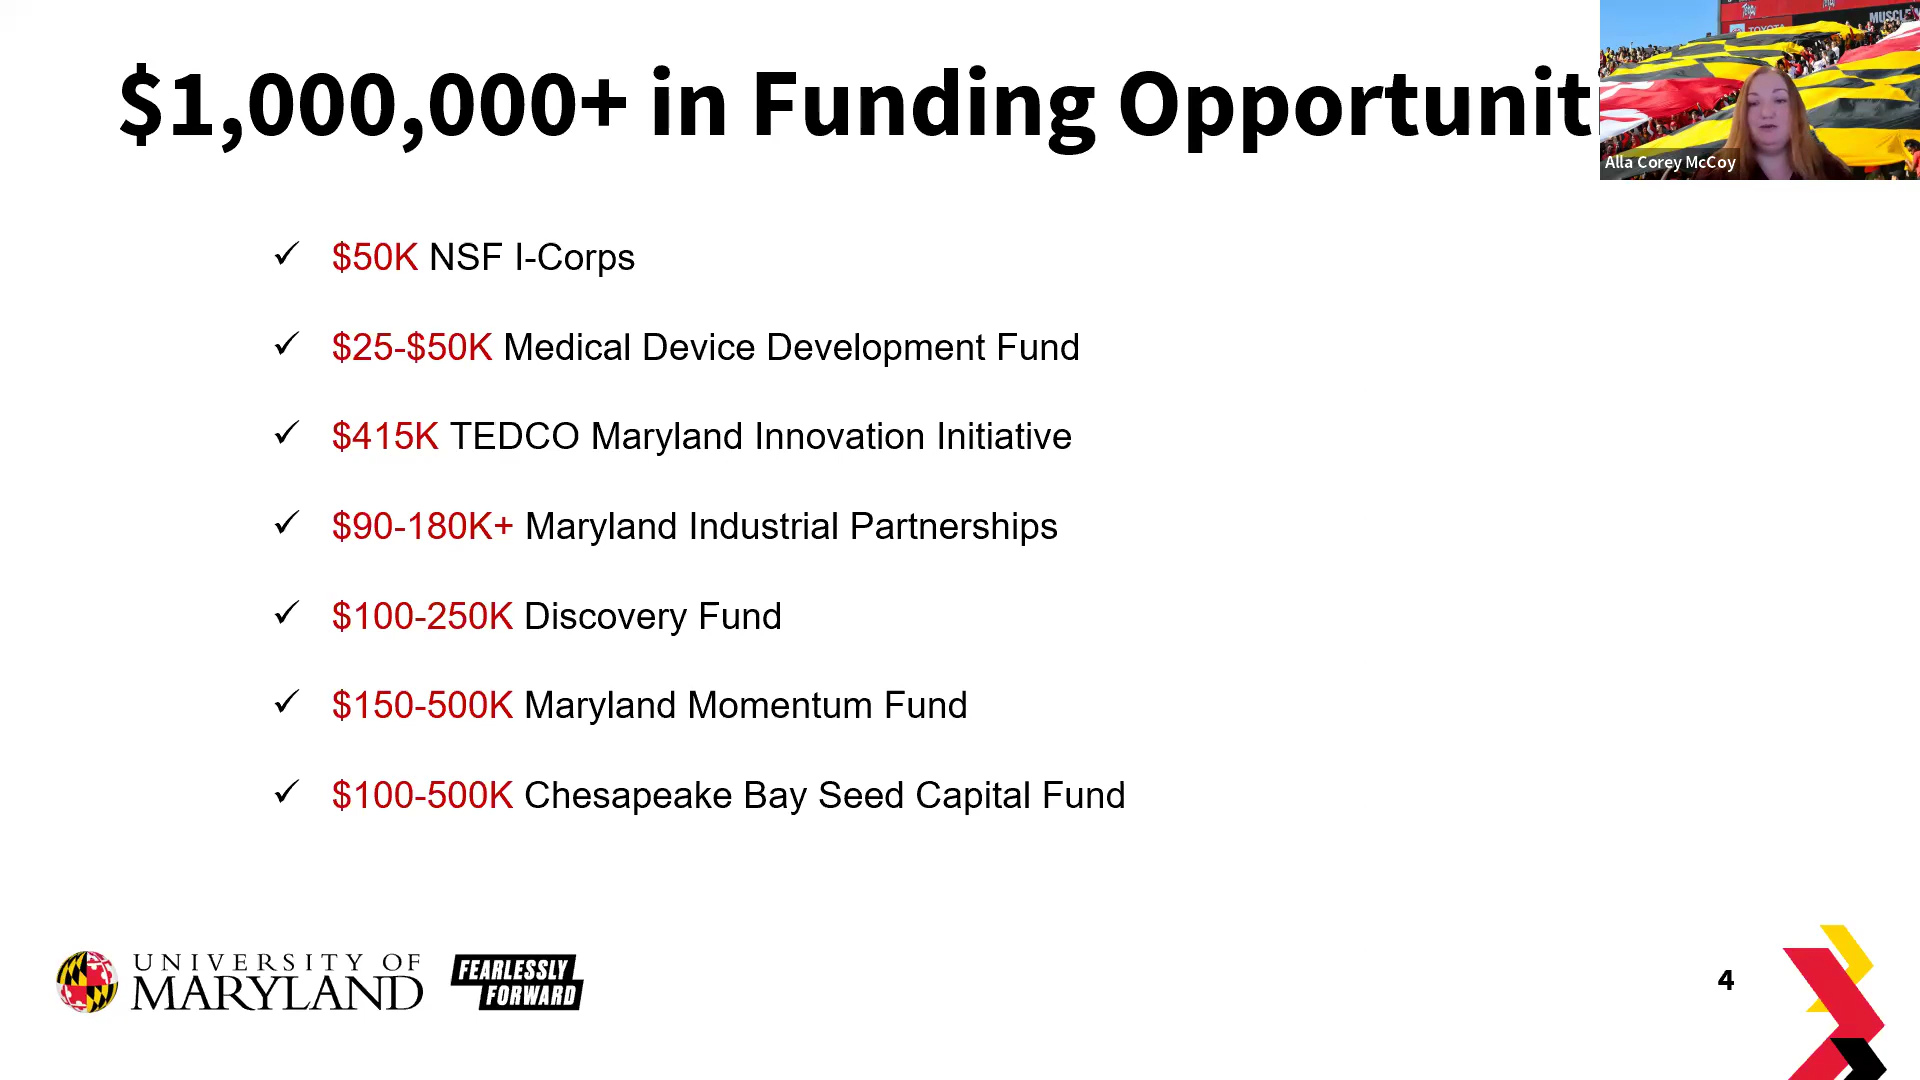 $1,000,000+ in Funding Opportuniti
Alla Corey McCoy
✓ $50K NSF I-Corps
✓ $25-$50K Medical Device Development Fund
✓ $415K TEDCO Maryland Innovation Initiative
✓ $90-180K+ Maryland Industrial Partnerships
✓ $100-250K Discovery Fund
✓ $150-500K Maryland Momentum Fund
✓ $100-500K Chesapeake Bay Seed Capital Fund
UNIVERSITY OF
MARYLAND
FEARLESSLY
FORWARD
4